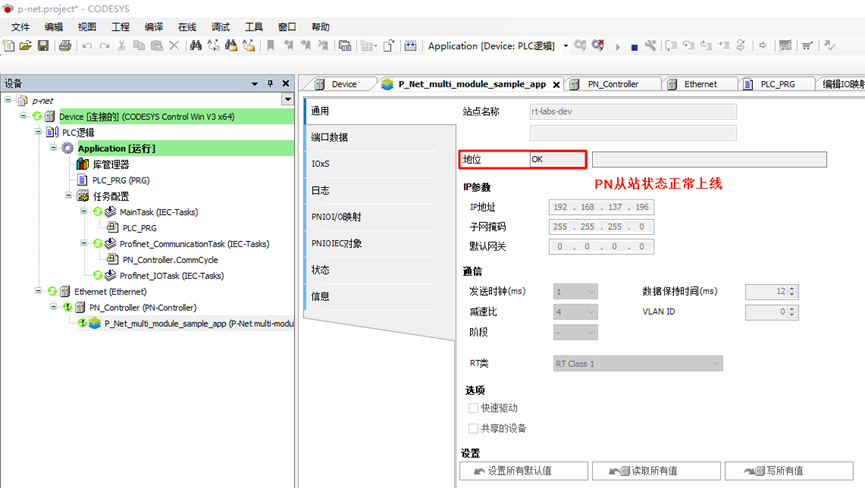 p-net.project* - CODESYS
文件 编辑 视图 工程 编译 在线 调试 工具 窗口 帮助
Application [Device: PLC逻辑]
设备
Device P_Net_multi_module_sample_app PN_Controller Ethernet PLC_PRG 编辑IO映射
p-net
Device [连接的] (CODESYS Control Win V3 x64)
PLC逻辑
Application [运行]
库管理器
PLC_PRG (PRG)
任务配置
MainTask (IEC-Tasks)
PLC_PRG
Profinet_CommunicationTask (IEC-Tasks)
PN_Controller.CommCycle
Profinet_IOTask (IEC-Tasks)
Ethernet (Ethernet)
PN_Controller (PN-Controller)
P_Net_multi_module_sample_app (P-Net multi-modu
通用
端口数据
IOxS
日志
PNIOI/O映射
PNIOIEC对象
状态
信息
站点名称 rt-labs-dev
地位 OK
PN从站状态正常上线
IP参数
IP地址 192 . 168 . 137 . 196
子网掩码 255 . 255 . 255 . 0
默认网关 0 . 0 . 0 . 0
通信
发送时钟(ms) 1 数据保持时间(ms) 12
减速比 4 VLAN ID 0
阶段 -
RT类 RT Class 1
选项
快速驱动
共享的设备
设置
设置所有默认值 读取所有值 写所有值